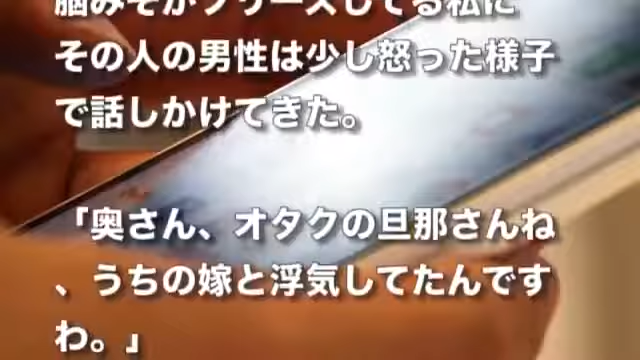 脳みそがフリーズしてる私に
その人の男性は少し怒った様子
で話しかけてきた。
「奥さん、オタクの旦那さんね
、うちの嫁と浮気してたんです
わ。」